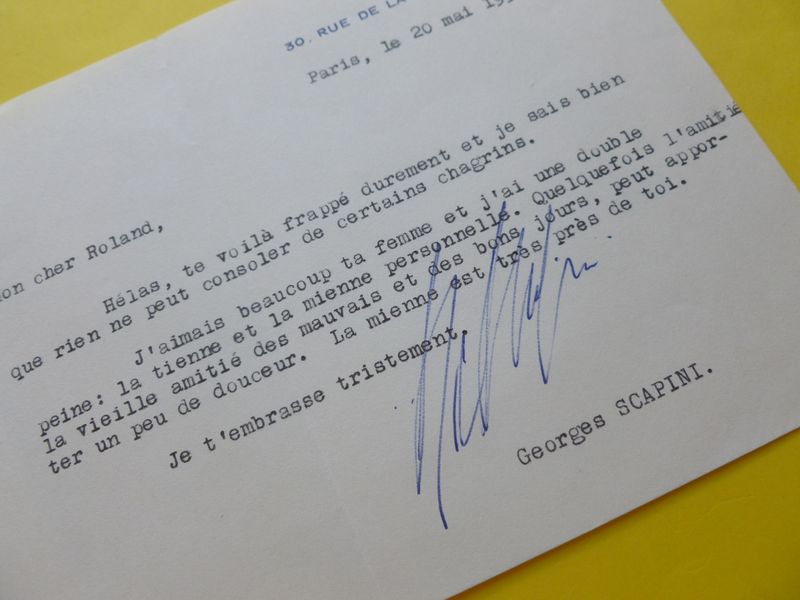 30, RUE DE LA
Paris, le 20 mai 19
on cher Roland,
Hélas, te voilà frappé durement et je sais bien
que rien ne peut consoler de certains chagrins.
J'aimais beaucoup ta femme et j'ai une double
peine: la tienne et la mienne personnelle. Quelquefois l'amitié
la vieille amitié des mauvais et des bons jours, peut appor-
ter un peu de douceur. La mienne est très près de toi.
Je t'embrasse tristement.
Georges SCAPINI.